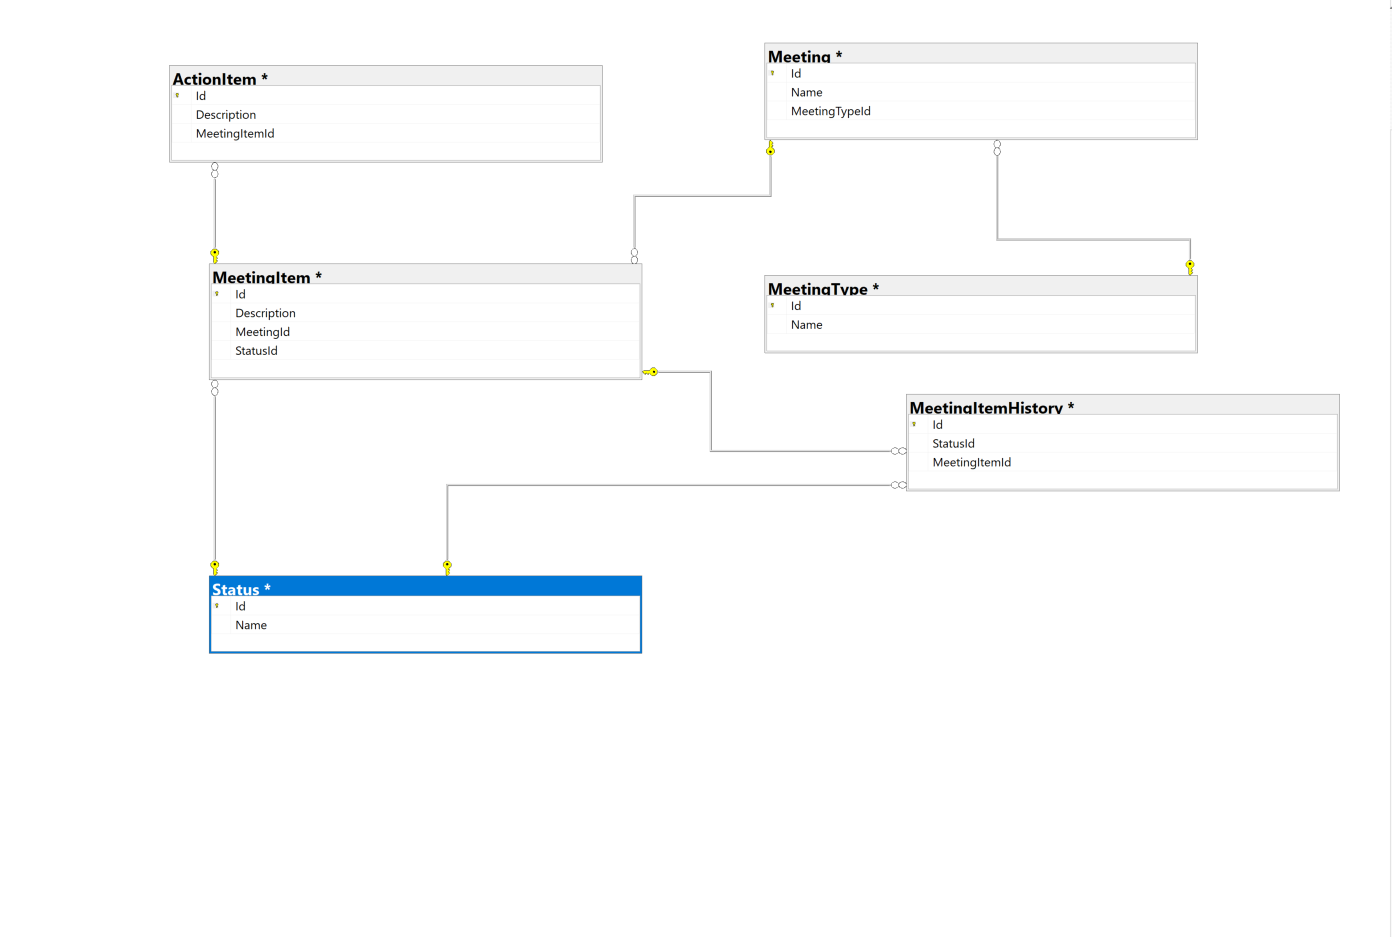 ActionItem *
Id
Description
MeetingItemId
Meeting *
Id
Name
MeetingTypeId
MeetingItem *
Id
Description
MeetingId
StatusId
MeetingType *
Id
Name
MeetingItemHistory *
Id
StatusId
MeetingItemId
Status *
Id
Name